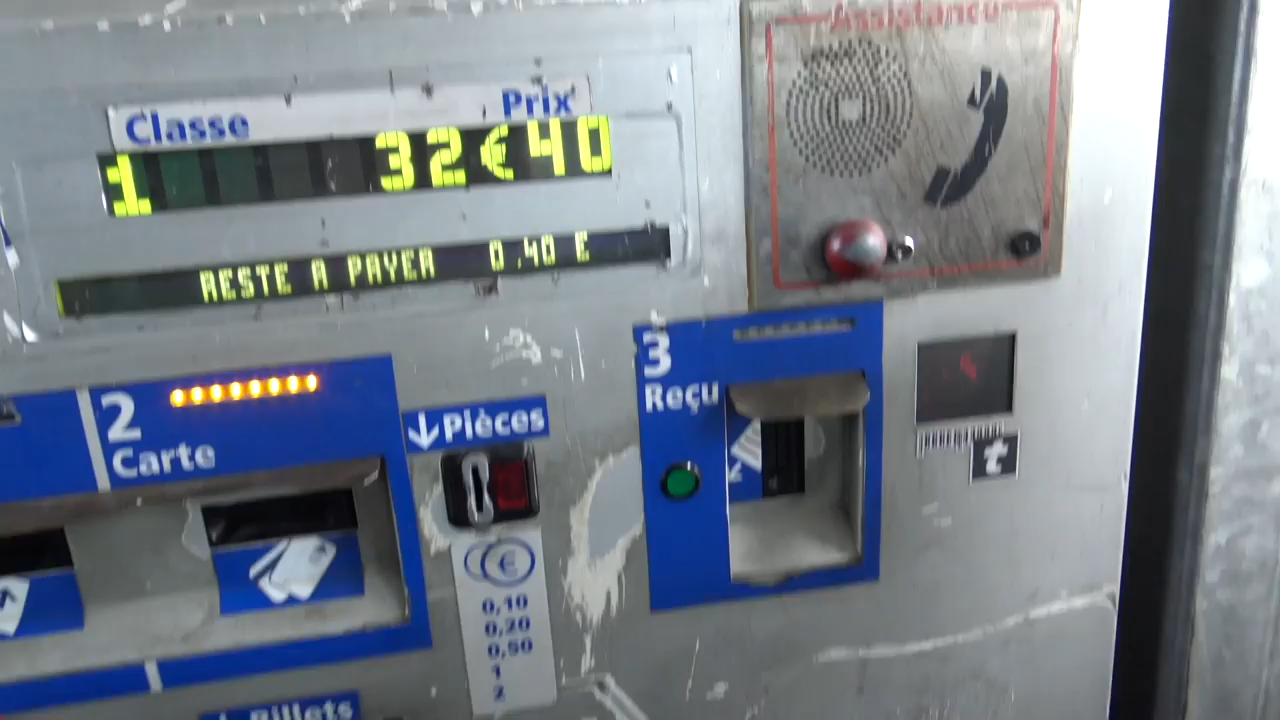 Assistance
Classe Prix
1 32€40
RESTE A PAYER 0,40 E
2
Carte
Pièces
3
Reçu
t
€
0,10
0,20
0,50
1
2
Billets